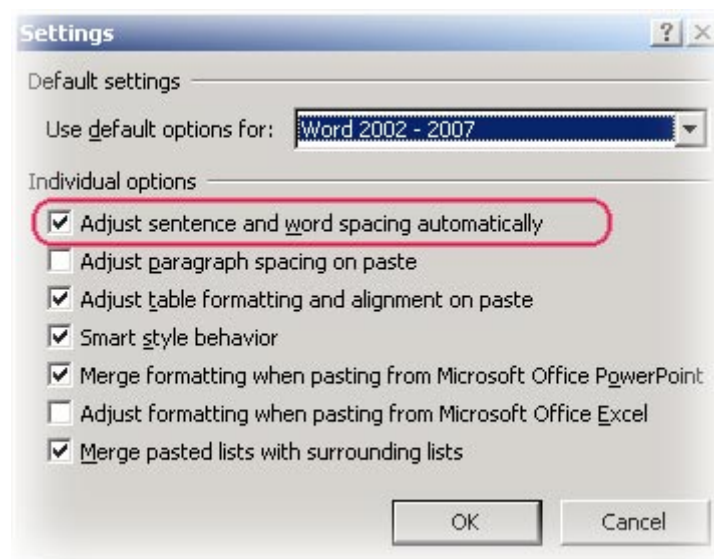 Settings
Default settings
Use default options for: Word 2002 - 2007
Individual options
Adjust sentence and word spacing automatically
Adjust paragraph spacing on paste
Adjust table formatting and alignment on paste
Smart style behavior
Merge formatting when pasting from Microsoft Office PowerPoint
Adjust formatting when pasting from Microsoft Office Excel
Merge pasted lists with surrounding lists
OK Cancel